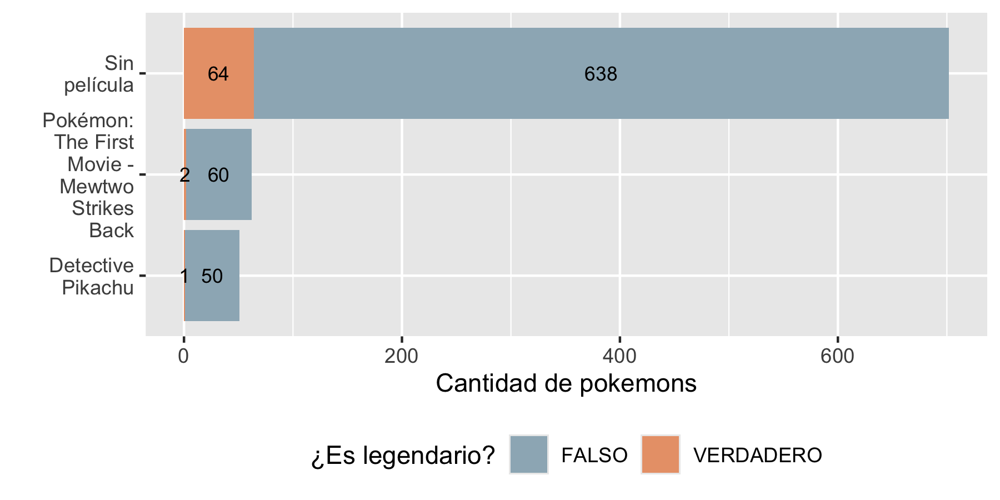 Sin
película
64
638
Pokémon:
The First
Movie -
Mewtwo
Strikes
Back
2
60
Detective
Pikachu
1
50
0
200
400
600
Cantidad de pokemons
¿Es legendario?
FALSO
VERDADERO